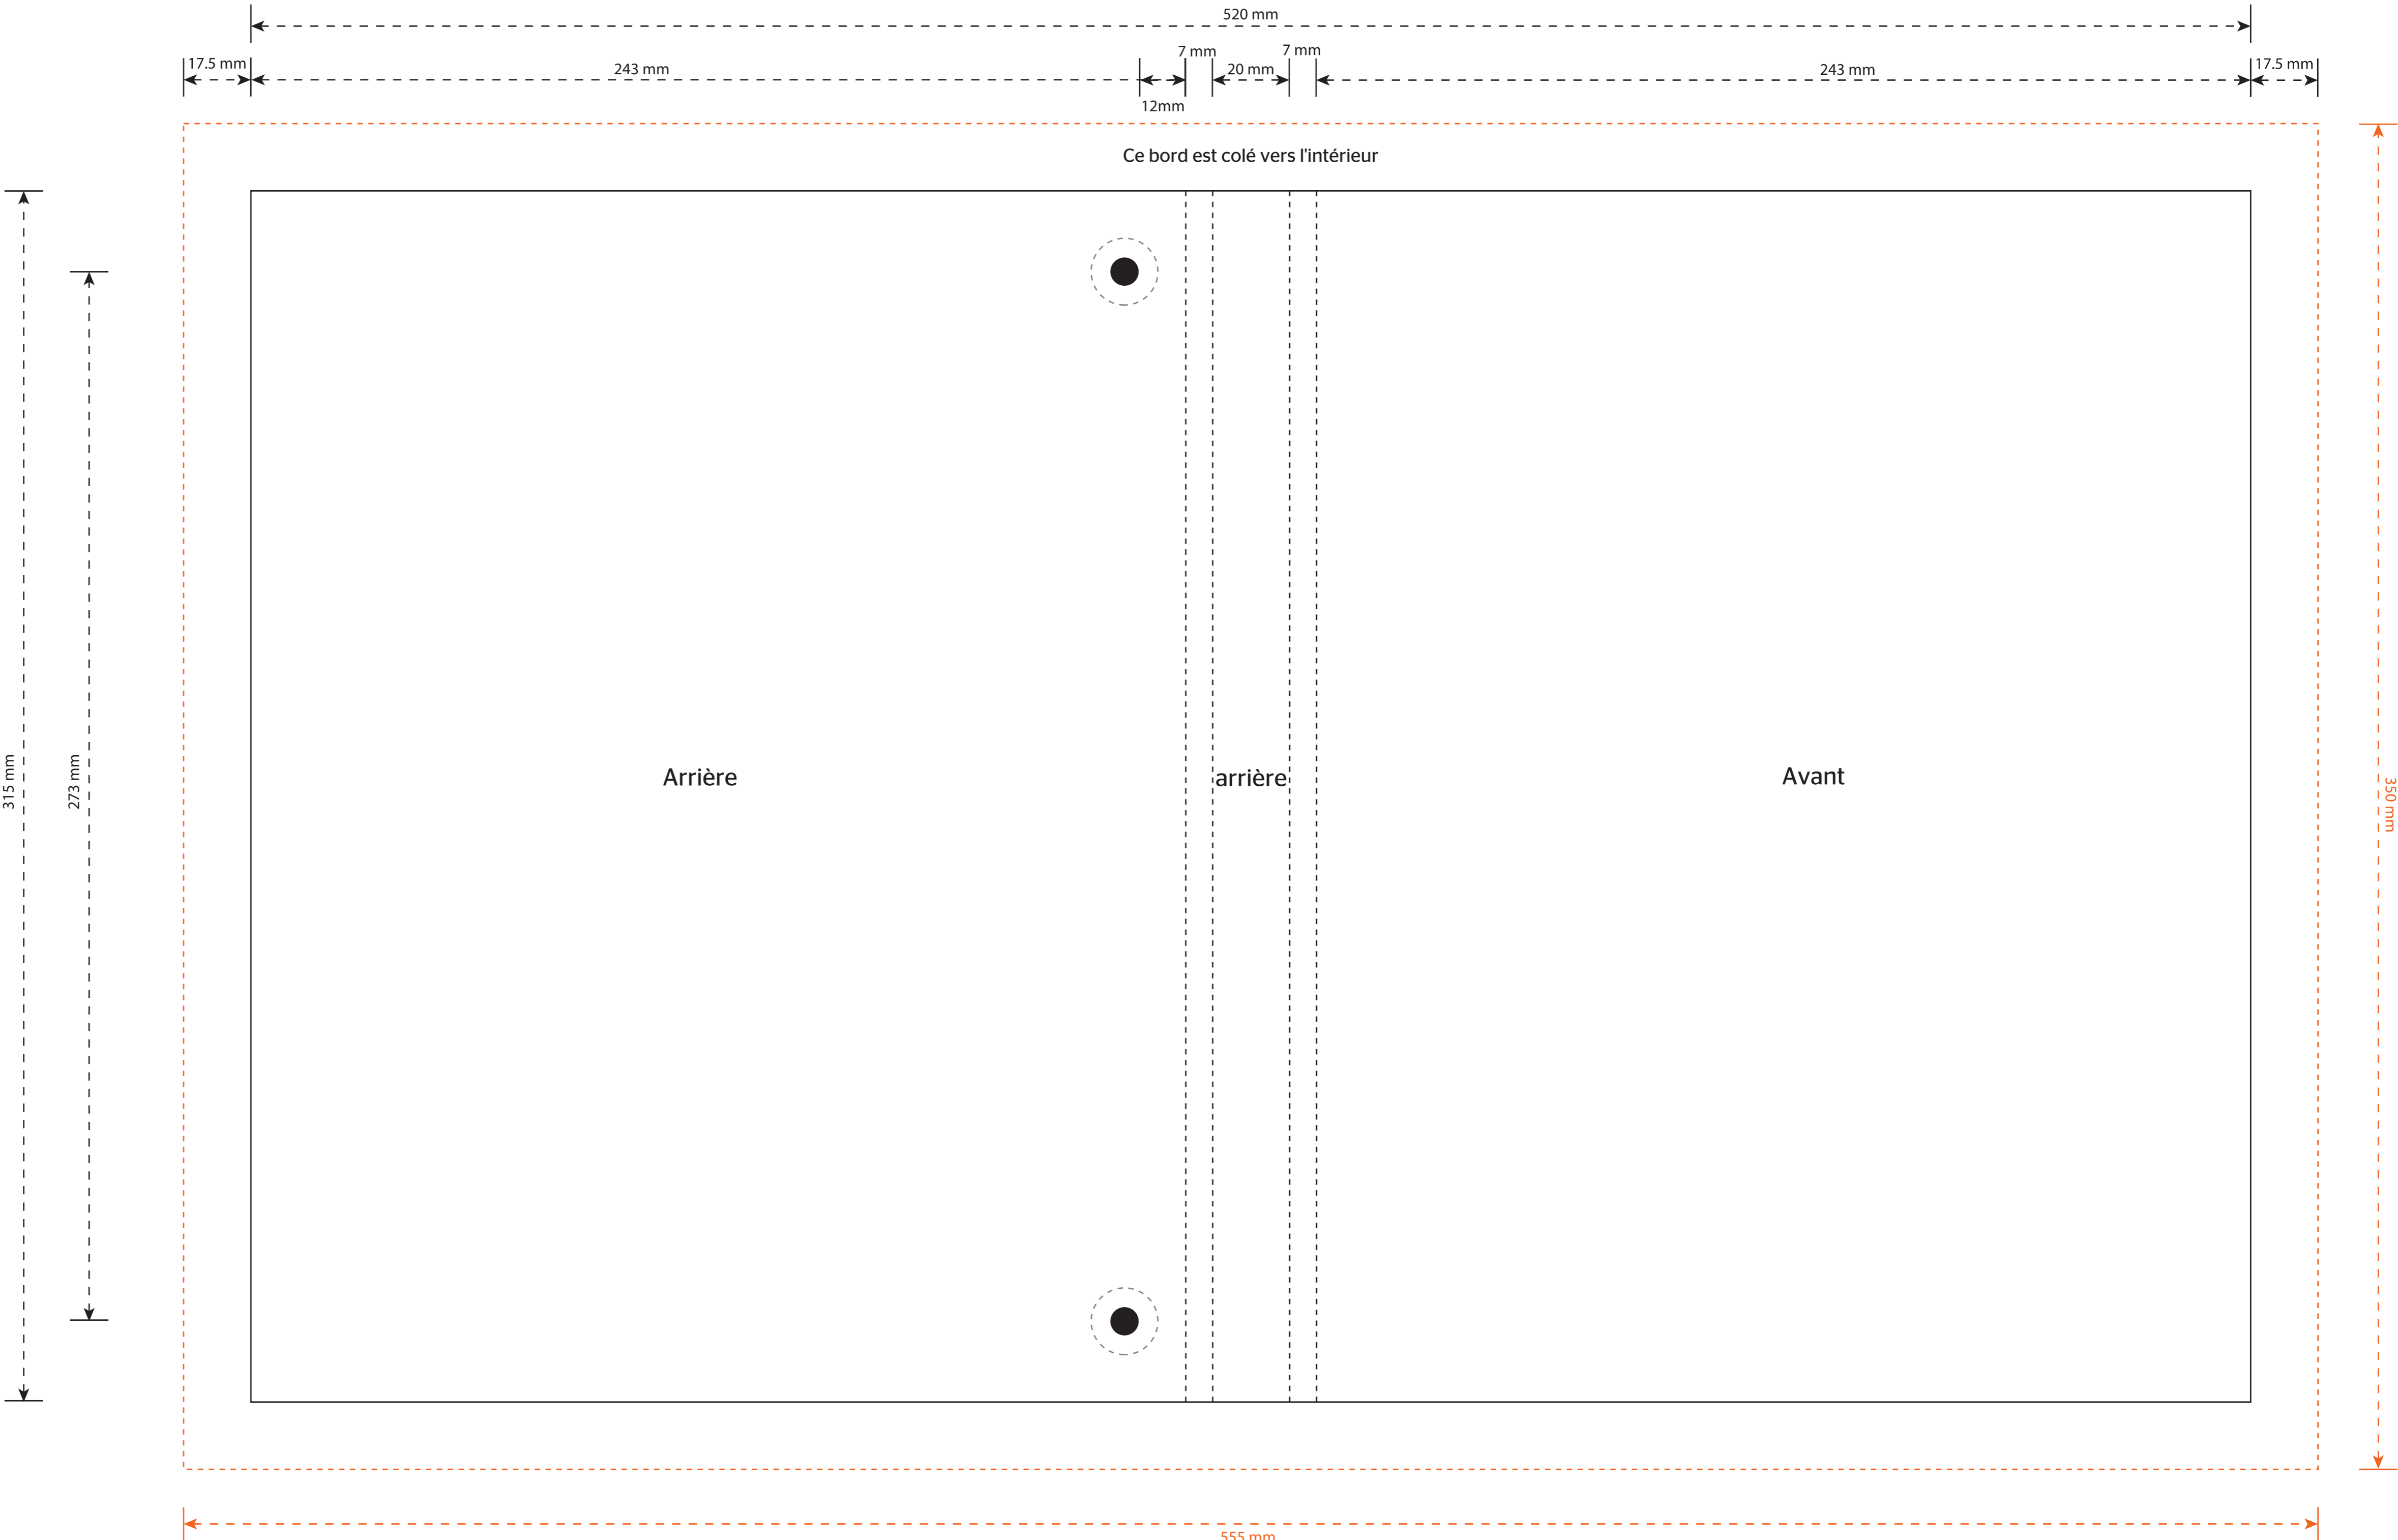 520 mm
7 mm
7 mm
17.5 mm
243 mm
20 mm
243 mm
17.5 mm
12mm
Ce bord est colé vers l'intérieur
315 mm
273 mm
Arrière
arrière
Avant
350 mm
555 mm